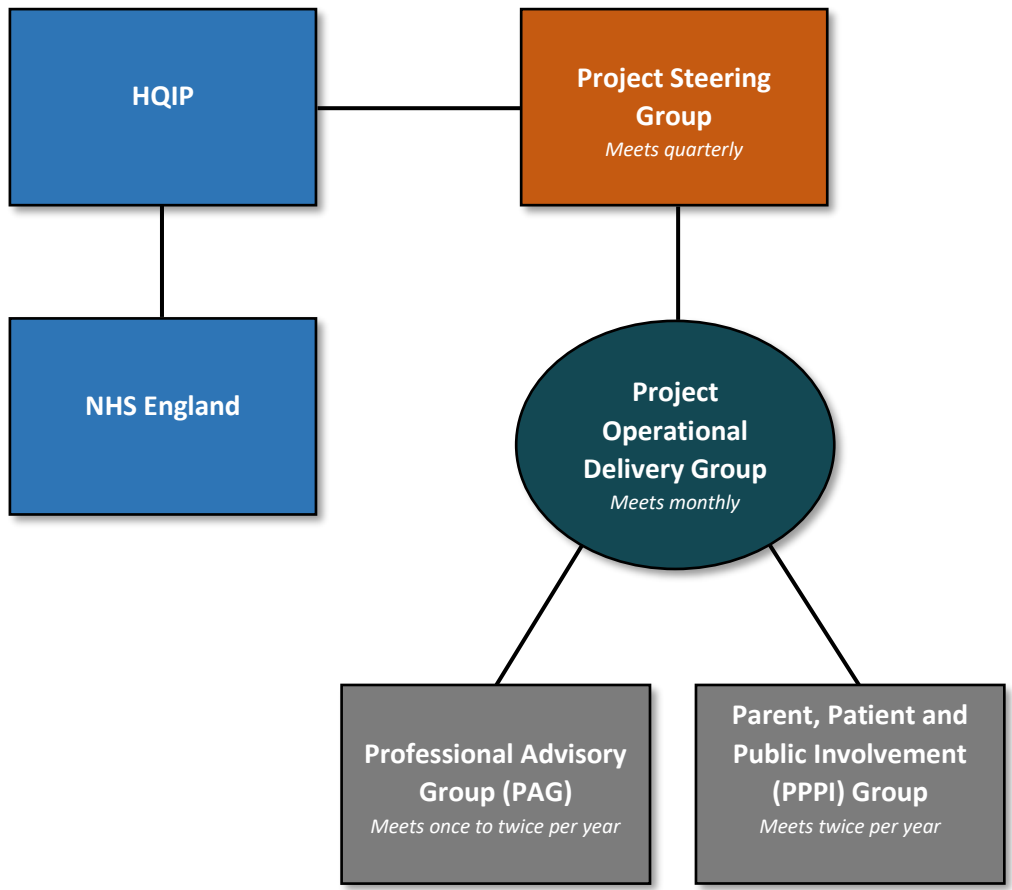 HQIP
Project Steering
Group
Meets quarterly
NHS England
Project
Operational
Delivery Group
Meets monthly
Professional Advisory
Group (PAG)
Meets once to twice per year
Parent, Patient and
Public Involvement
(PPPI) Group
Meets twice per year